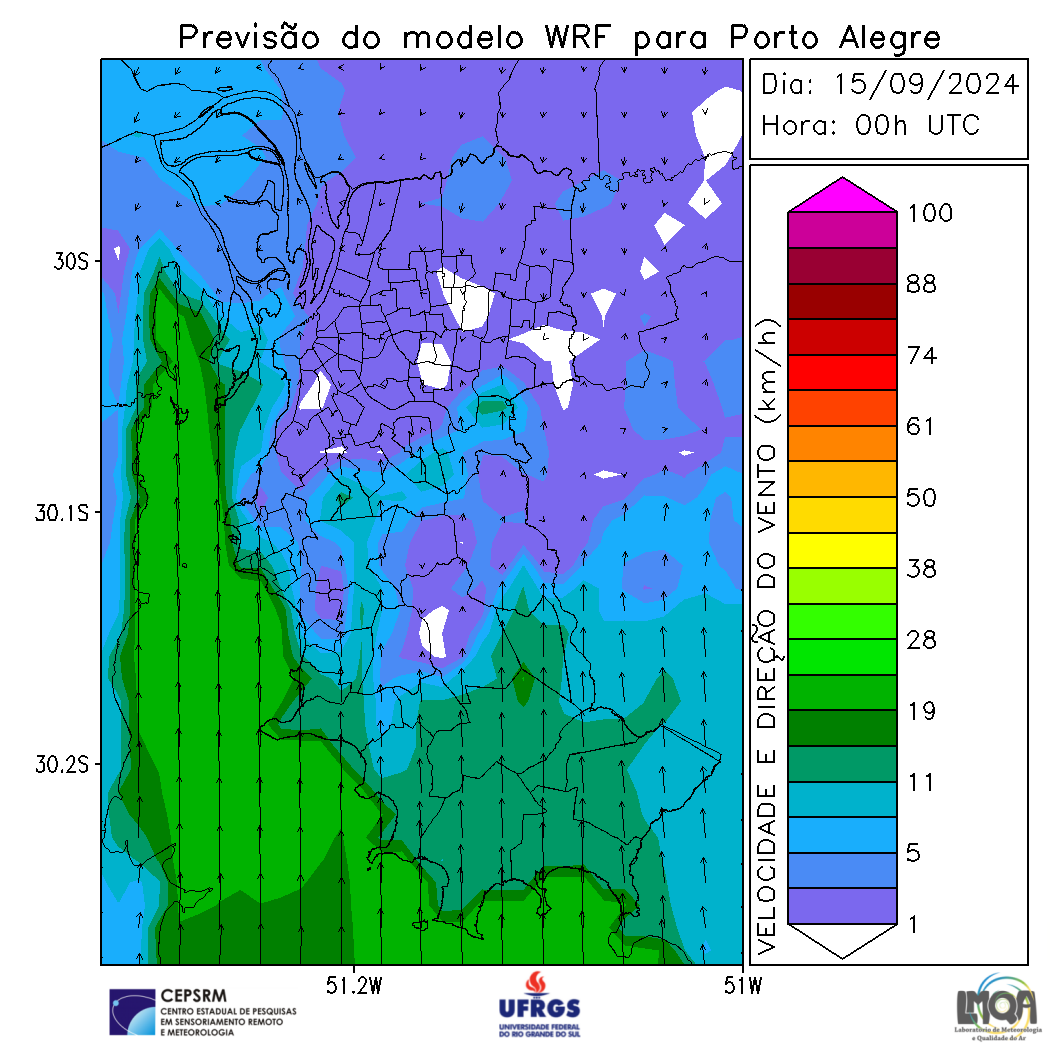 Previsão do modelo WRF para Porto Alegre
Dia: 15/09/2024
Hora: 00h UTC
30S
30.1S
30.2S
51.2W
51W
VELOCIDADE E DIREÇÃO DO VENTO (km/h)
100
88
74
61
50
38
28
19
11
5
1
CEPSRM
CENTRO ESTADUAL DE PESQUISAS
EM SENSORIAMENTO REMOTO
E METEOROLOGIA
UFRGS
UNIVERSIDADE FEDERAL
DO RIO GRANDE DO SUL
LMQA
Laboratório de Meteorologia
e Qualidade do Ar